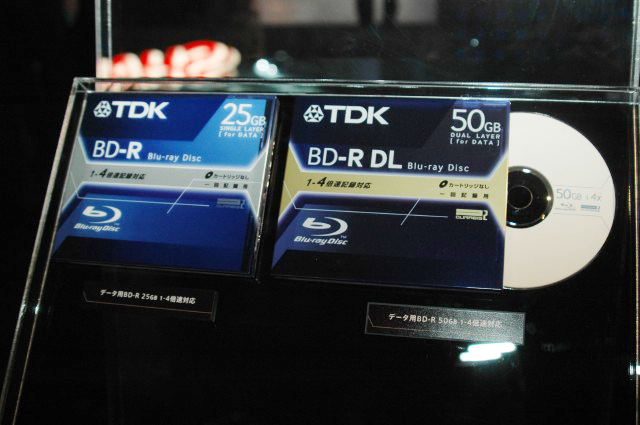 TDK
25GB
SINGLE LAYER
[for DATA]
BD-R Blu-ray Disc
1-4倍速記録対応
カートリッジなし
一回記録用
Blu-ray Disc
データ用BD-R 25GB 1-4倍速対応
TDK
50GB
DUAL LAYER
[for DATA]
BD-R DL Blu-ray Disc
1-4倍速記録対応
カートリッジなし
一回記録用
DURABIS
Blu-ray Disc
50GB 1-4x
データ用BD-R 50GB 1-4倍速対応